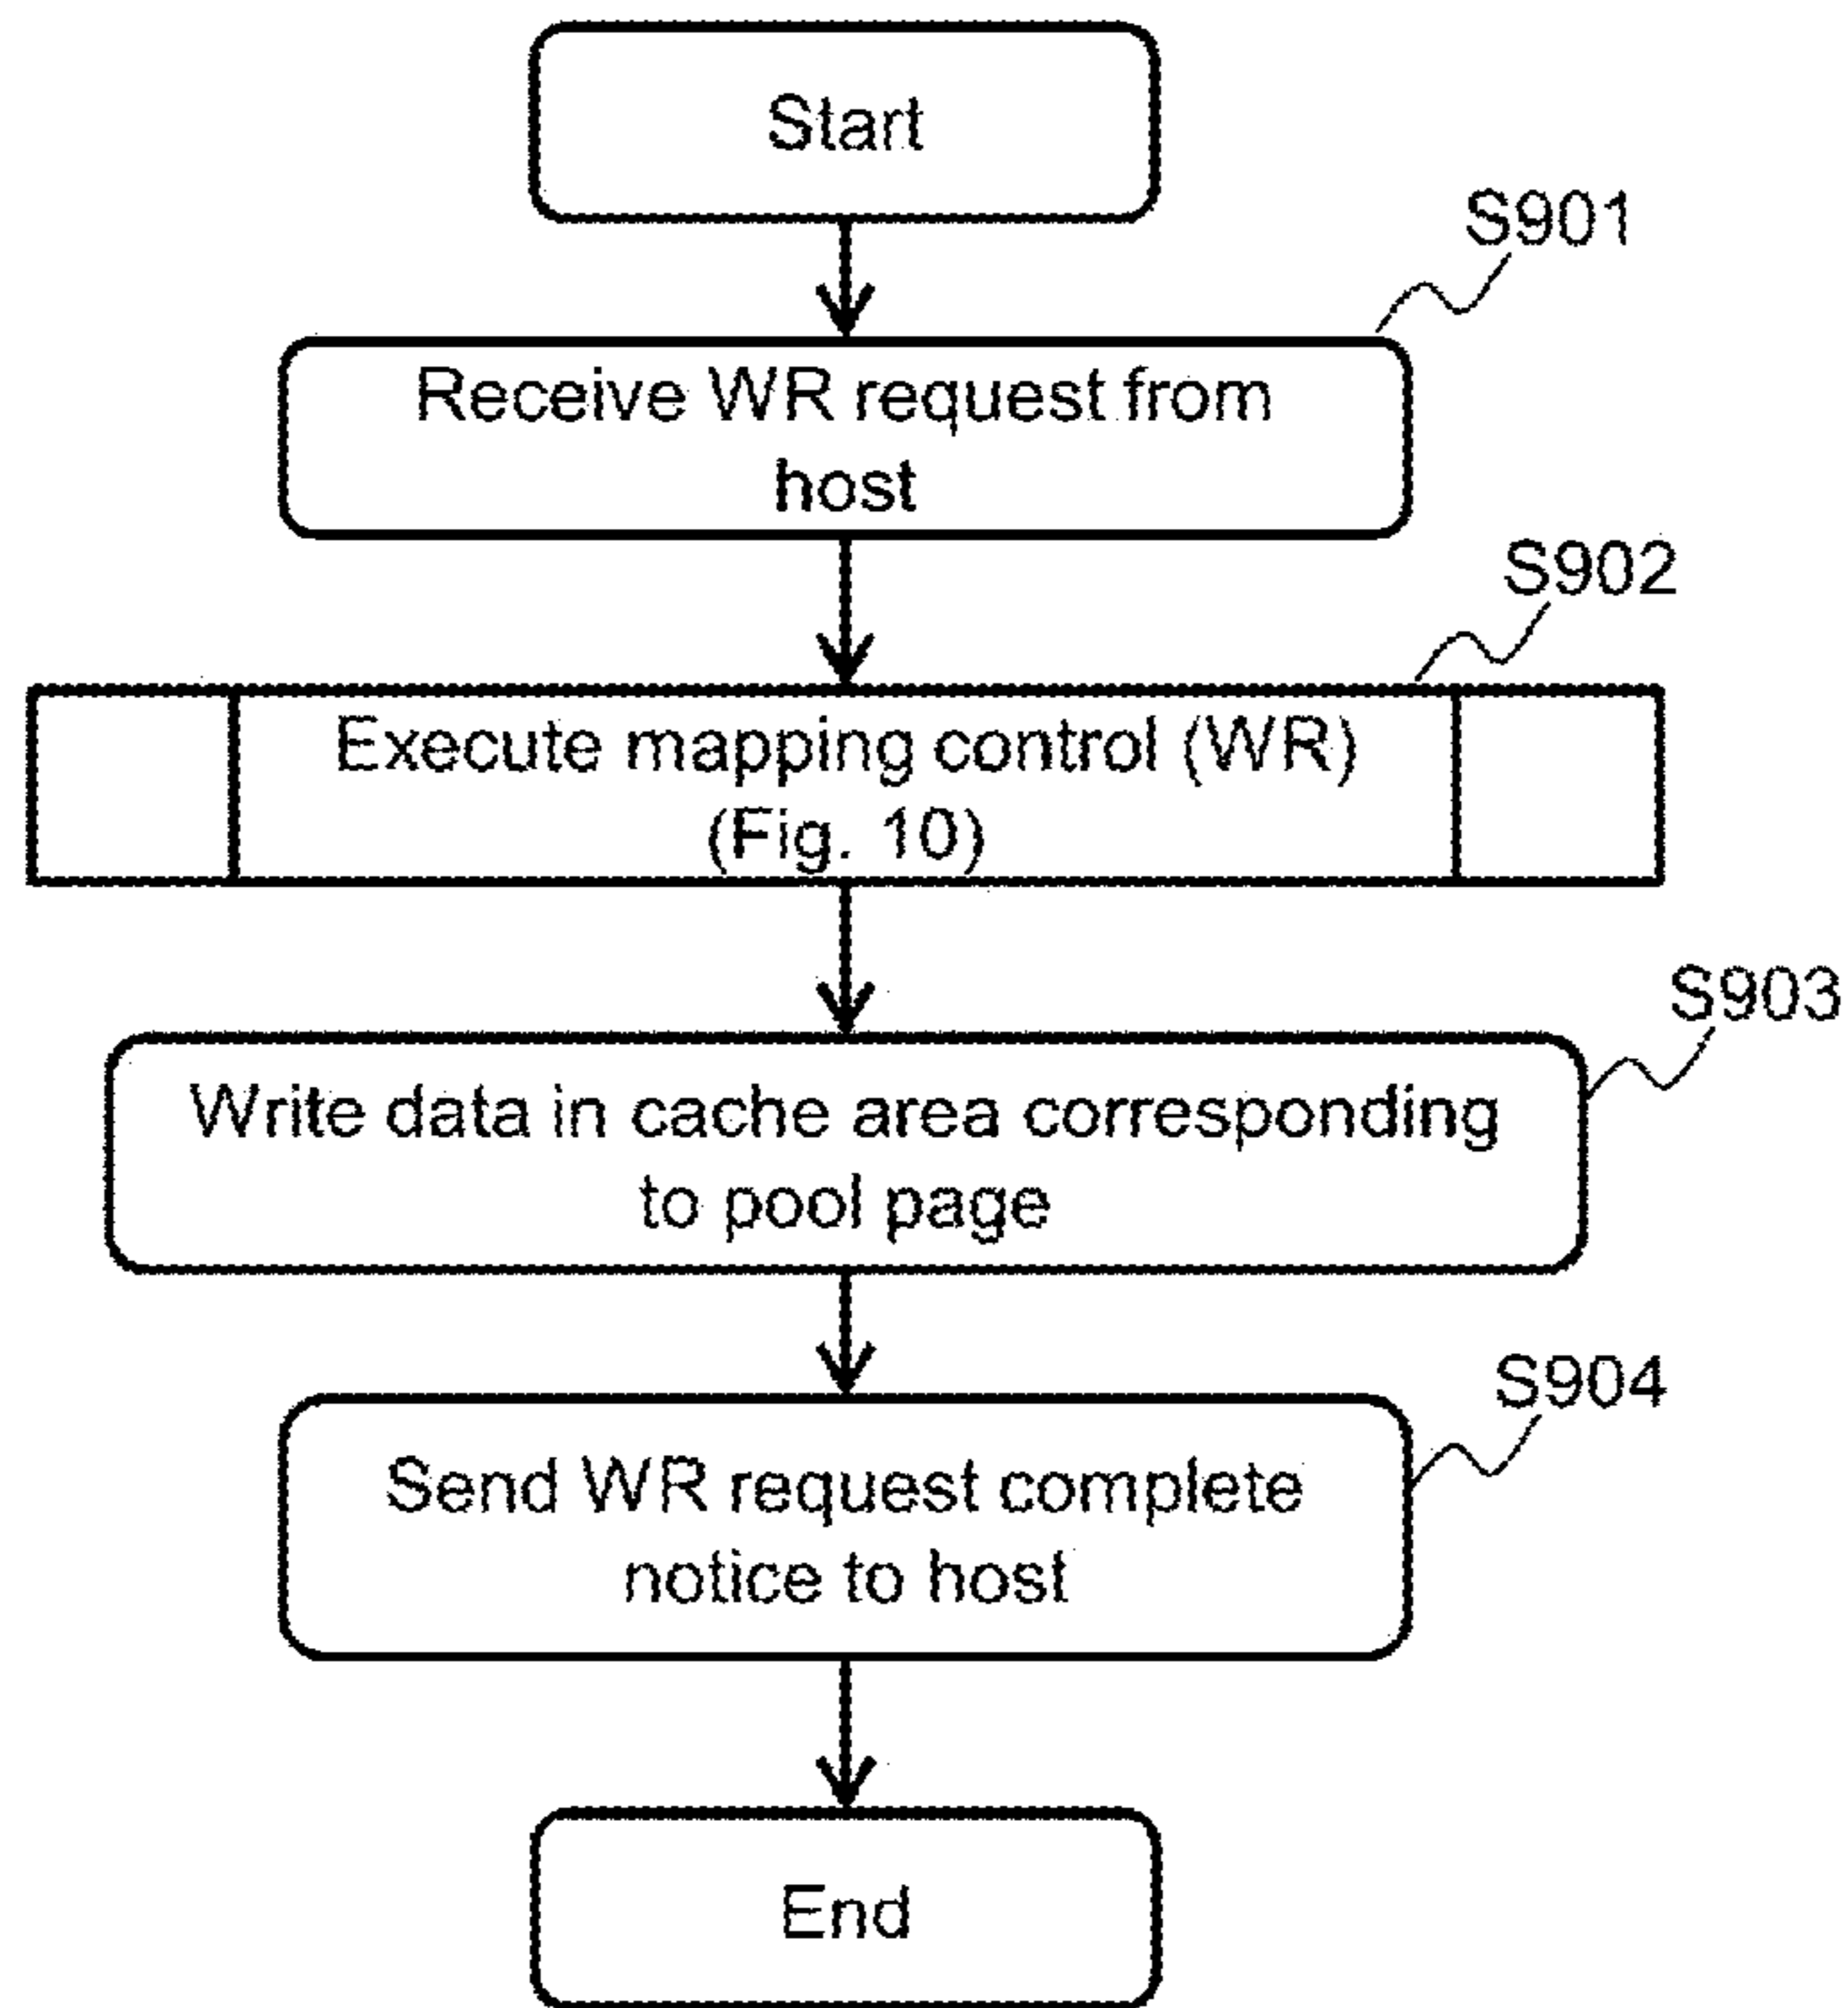 Start
S901
Receive WR request from
host
S902
Execute mapping control (WR)
(Fig. 10)
S903
Write data in cache area corresponding
to pool page
S904
Send WR request complete
notice to host
End